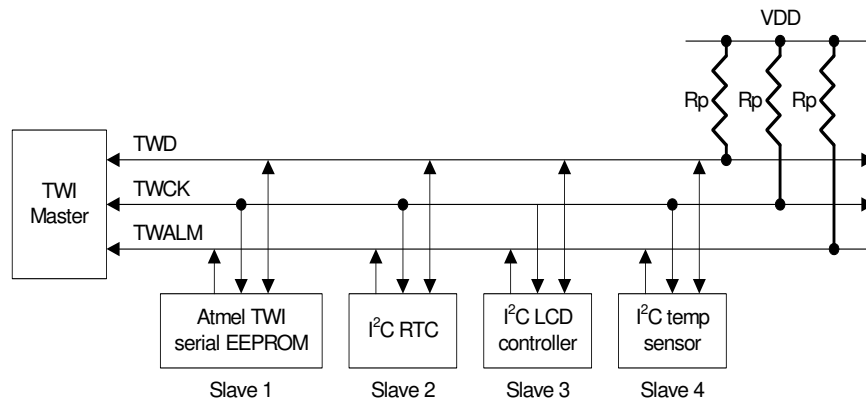 VDD
Rp Rp Rp
TWD
TWI
Master
TWCK
TWALM
Atmel TWI
serial EEPROM
I²C RTC
I²C LCD
controller
I²C temp
sensor
Slave 1 Slave 2 Slave 3 Slave 4